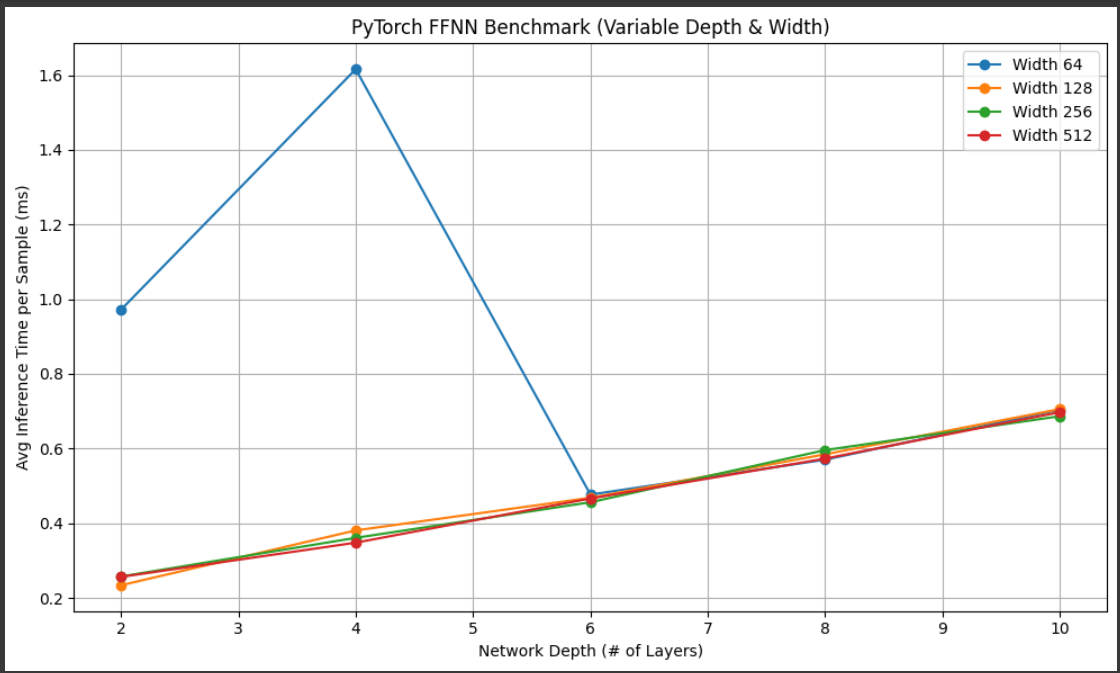 PyTorch FFNN Benchmark (Variable Depth & Width)
Width 64
Width 128
Width 256
Width 512
Avg Inference Time per Sample (ms)
1.6
1.4
1.2
1.0
0.8
0.6
0.4
0.2
2 3 4 5 6 7 8 9 10
Network Depth (# of Layers)